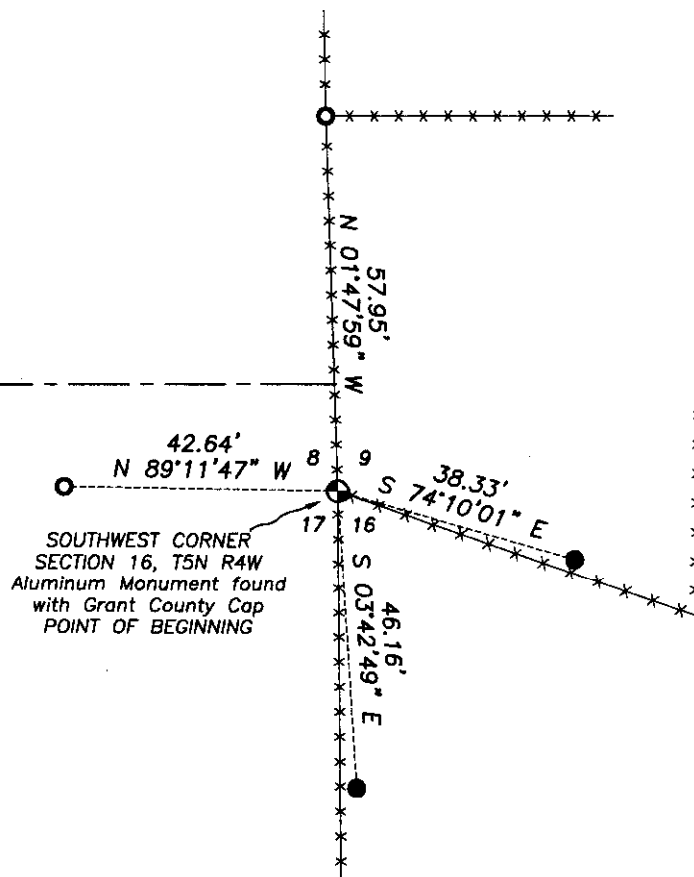 57.95'
N 01°47'59" W
42.64'
N 89°11'47" W
8 9
38.33'
S 74°10'01" E
17 16
SOUTHWEST CORNER
SECTION 16, T5N R4W
Aluminum Monument found
with Grant County Cap
POINT OF BEGINNING
46.16'
S 03°42'49" E